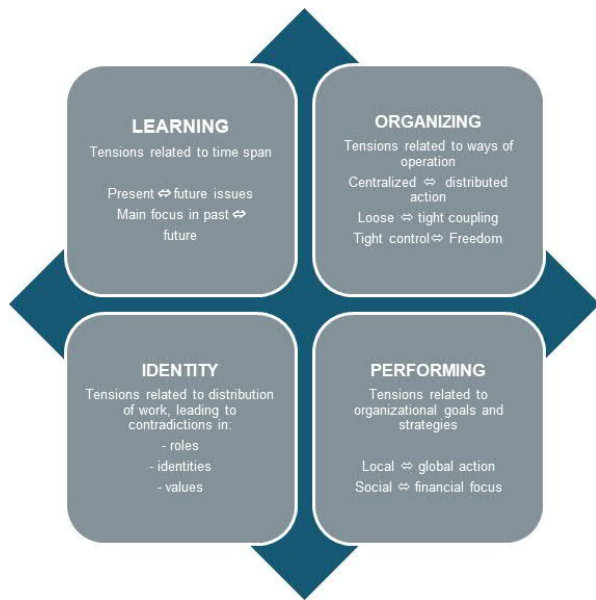 LEARNING
Tensions related to time span
Present ⇔ future issues
Main focus in past ⇔
future
ORGANIZING
Tensions related to ways of
operation
Centralized ⇔ distributed
action
Loose ⇔ tight coupling
Tight control⇔ Freedom
IDENTITY
Tensions related to distribution
of work, leading to
contradictions in:
- roles
- identities
- values
PERFORMING
Tensions related to
organizational goals and
strategies
Local ⇔ global action
Social ⇔ financial focus